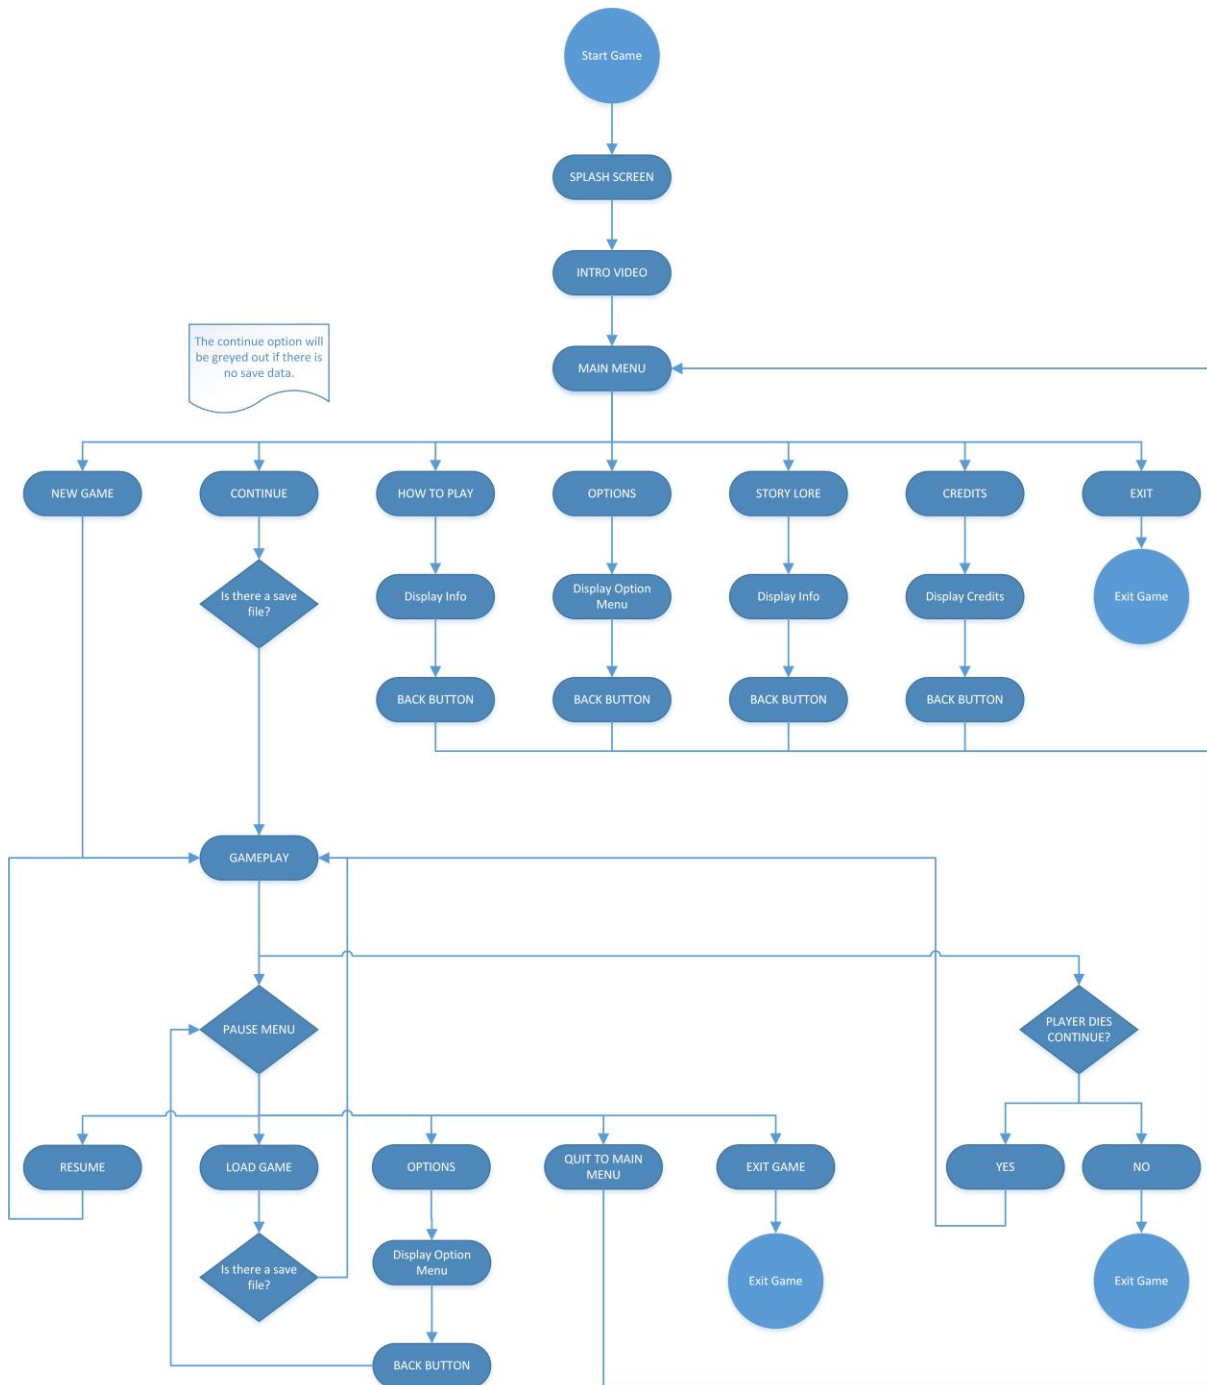 Start Game
SPLASH SCREEN
INTRO VIDEO
The continue option will
be greyed out if there is
no save data.
MAIN MENU
NEW GAME
CONTINUE
HOW TO PLAY
OPTIONS
STORY LORE
CREDITS
EXIT
Is there a save
file?
Display Info
Display Option
Menu
Display Info
Display Credits
Exit Game
BACK BUTTON
BACK BUTTON
BACK BUTTON
BACK BUTTON
GAMEPLAY
PAUSE MENU
PLAYER DIES
CONTINUE?
RESUME
LOAD GAME
OPTIONS
QUIT TO MAIN
MENU
EXIT GAME
YES
NO
Is there a save
file?
Display Option
Menu
Exit Game
Exit Game
BACK BUTTON